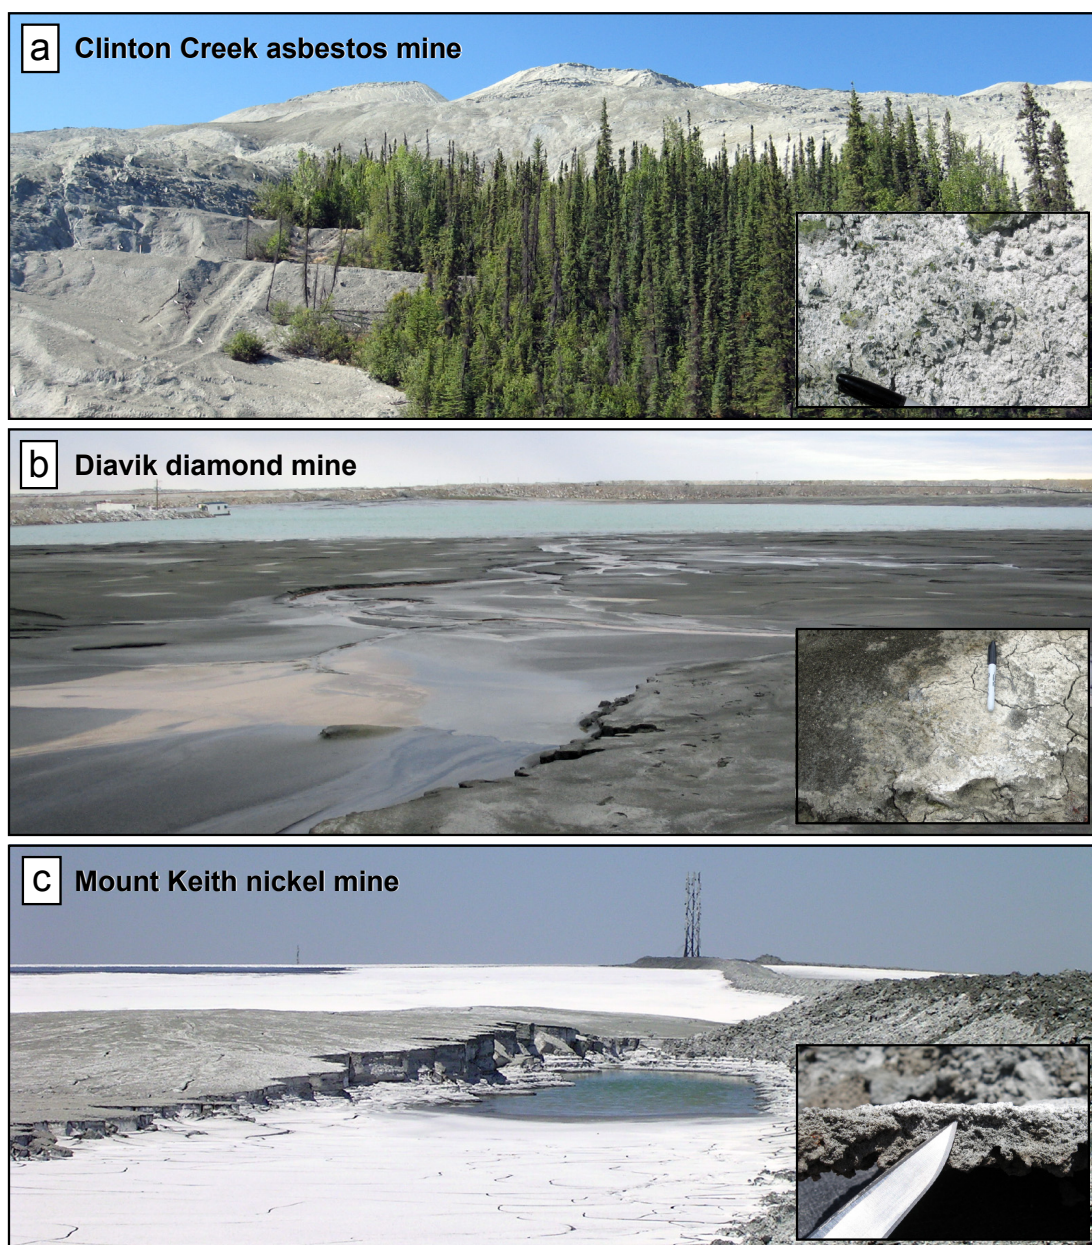 a Clinton Creek asbestos mine
b Diavik diamond mine
c Mount Keith nickel mine